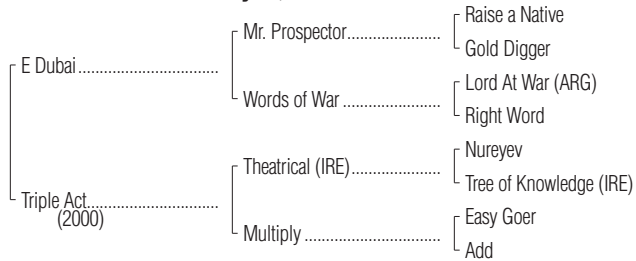 Raise a Native
Mr. Prospector....................
Gold Digger
E Dubai..............................
Lord At War (ARG)
Words of War .....................
Right Word
Nureyev
Theatrical (IRE)...................
Tree of Knowledge (IRE)
Triple Act............................
(2000)
Easy Goer
Multiply .............................
Add